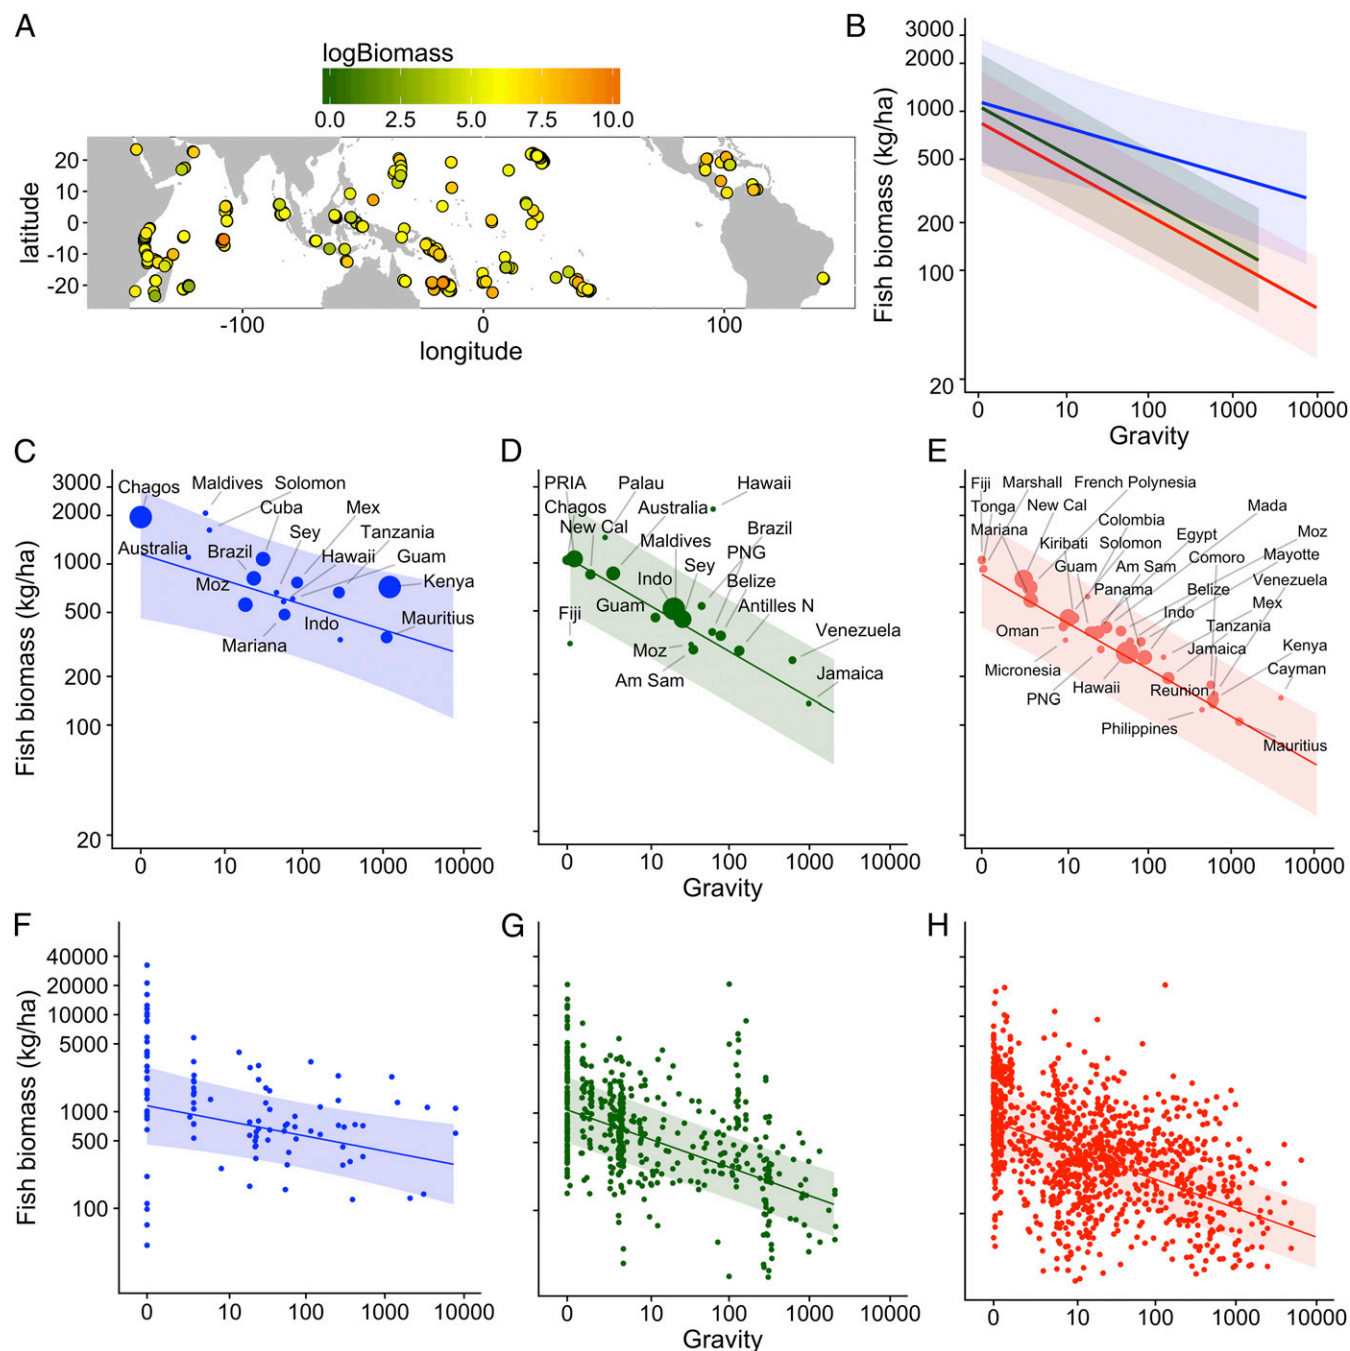 A
logBiomass
0.0 2.5 5.0 7.5 10.0
latitude
20
10
0
-10
-20
-100 0 100
longitude
B
Fish biomass (kg/ha)
3000
2000
1000
500
200
100
20
0 10 100 1000 10000
Gravity
C
Fish biomass (kg/ha)
3000
2000
1000
500
200
100
20
Chagos
Maldives
Solomon
Cuba
Mex
Sey
Tanzania
Australia
Brazil
Hawaii
Guam
Moz
Kenya
Indo
Mauritius
Mariana
0 10 100 1000 10000
D
PRIA
Palau
Hawaii
Chagos
Australia
New Cal
Brazil
Maldives
PNG
Indo
Sey
Belize
Guam
Antilles N
Fiji
Venezuela
Moz
Am Sam
Jamaica
0 10 100 1000 10000
Gravity
E
Fiji
Marshall
French Polynesia
Tonga
New Cal
Mada
Mariana
Colombia
Egypt
Moz
Kiribati
Solomon
Comoro
Mayotte
Guam
Am Sam
Venezuela
Panama
Belize
Mex
Indo
Oman
Tanzania
Jamaica
Kenya
Micronesia
Cayman
Hawaii
Reunion
PNG
Philippines
Mauritius
0 10 100 1000 10000
F
Fish biomass (kg/ha)
40000
20000
10000
5000
1000
500
100
0 10 100 1000 10000
G
0 10 100 1000 10000
Gravity
H
0 10 100 1000 10000